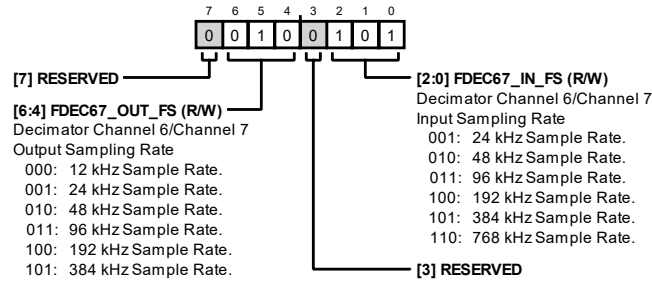 7 6 5 4 3 2 1 0
0 0 1 0 0 1 0 1
[7] RESERVED
[6:4] FDEC67_OUT_FS (R/W)
Decimator Channel 6/Channel 7
Output Sampling Rate
000: 12 kHz Sample Rate.
001: 24 kHz Sample Rate.
010: 48 kHz Sample Rate.
011: 96 kHz Sample Rate.
100: 192 kHz Sample Rate.
101: 384 kHz Sample Rate.
[2:0] FDEC67_IN_FS (R/W)
Decimator Channel 6/Channel 7
Input Sampling Rate
001: 24 kHz Sample Rate.
010: 48 kHz Sample Rate.
011: 96 kHz Sample Rate.
100: 192 kHz Sample Rate.
101: 384 kHz Sample Rate.
110: 768 kHz Sample Rate.
[3] RESERVED